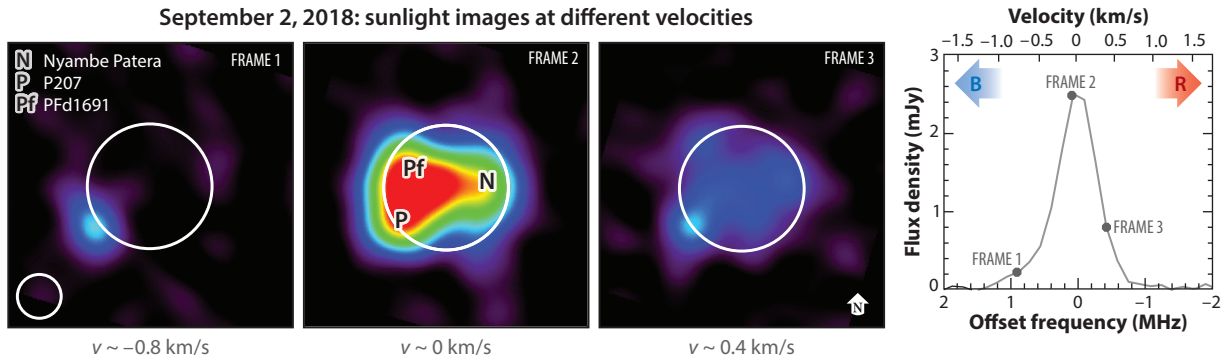 September 2, 2018: sunlight images at different velocities
N Nyambe Patera
P P207
Pf PFd1691
FRAME 1
v ~ −0.8 km/s
FRAME 2
Pf
N
P
v ~ 0 km/s
FRAME 3
N
v ~ 0.4 km/s
Velocity (km/s)
−1.5 −1.0 −0.5 0 0.5 1.0 1.5
B
R
FRAME 2
FRAME 3
FRAME 1
Flux density (mJy)
3
2
1
0
2 1 0 −1 −2
Offset frequency (MHz)